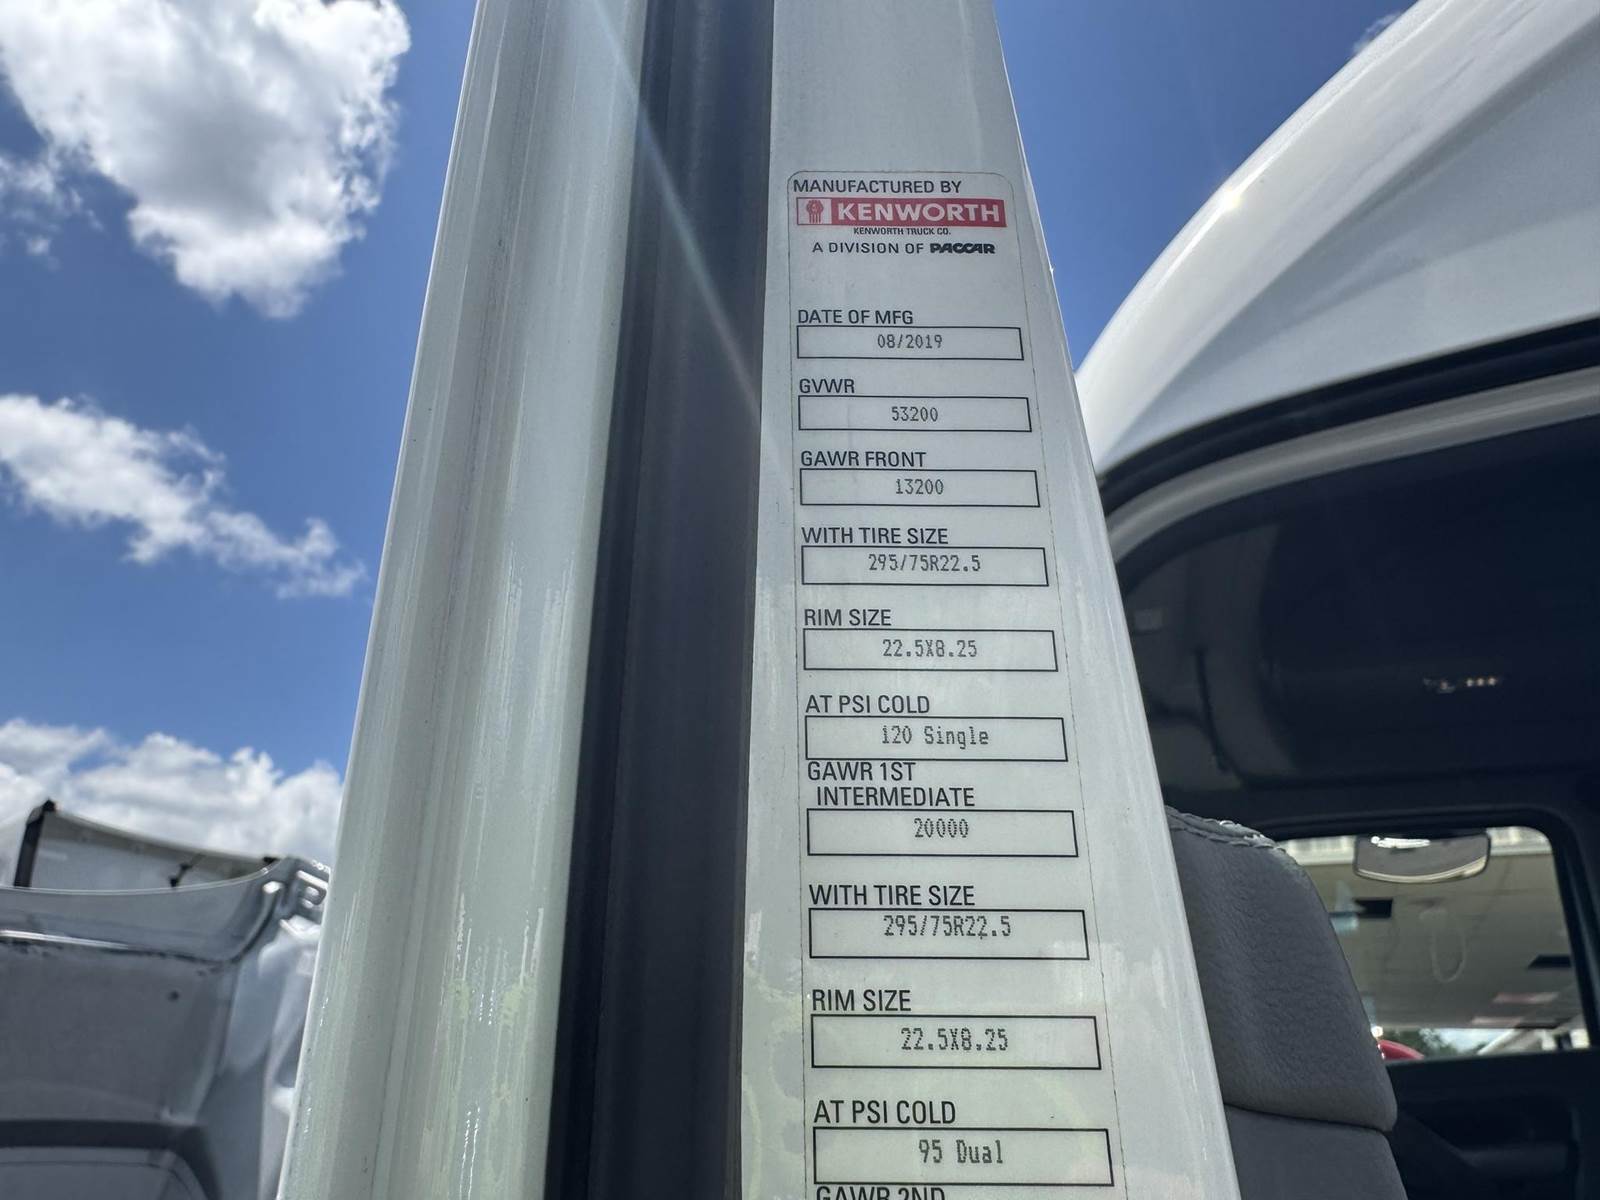 MANUFACTURED BY
KENWORTH
KENWORTH TRUCK CO.
A DIVISION OF PACCAR
DATE OF MFG
08/2019
GVWR
53200
GAWR FRONT
13200
WITH TIRE SIZE
295/75R22.5
RIM SIZE
22.5X8.25
AT PSI COLD
120 Single
GAWR 1ST
INTERMEDIATE
20000
WITH TIRE SIZE
295/75R22.5
RIM SIZE
22.5X8.25
AT PSI COLD
95 Dual
GAWR 2ND